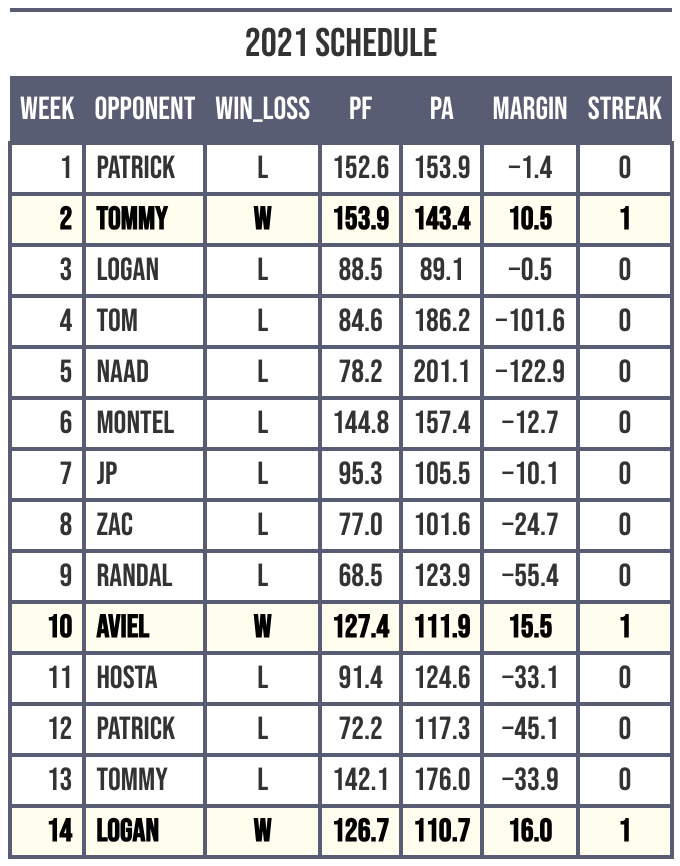 2021 SCHEDULE
WEEK OPPONENT WIN_LOSS PF PA MARGIN STREAK
1 PATRICK L 152.6 153.9 −1.4 0
2 TOMMY W 153.9 143.4 10.5 1
3 LOGAN L 88.5 89.1 −0.5 0
4 TOM L 84.6 186.2 −101.6 0
5 NAAD L 78.2 201.1 −122.9 0
6 MONTEL L 144.8 157.4 −12.7 0
7 JP L 95.3 105.5 −10.1 0
8 ZAC L 77.0 101.6 −24.7 0
9 RANDAL L 68.5 123.9 −55.4 0
10 AVIEL W 127.4 111.9 15.5 1
11 HOSTA L 91.4 124.6 −33.1 0
12 PATRICK L 72.2 117.3 −45.1 0
13 TOMMY L 142.1 176.0 −33.9 0
14 LOGAN W 126.7 110.7 16.0 1